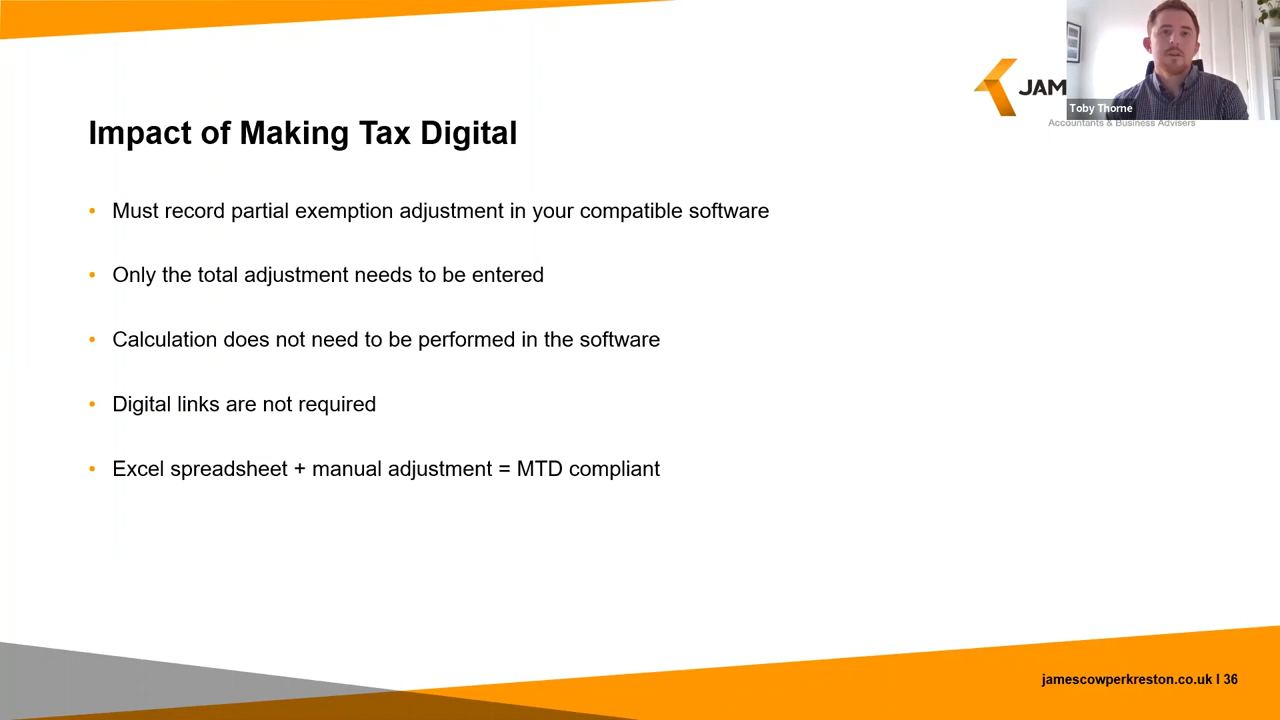 JAM
Toby Thorne
Accountants & Business Advisers
Impact of Making Tax Digital
• Must record partial exemption adjustment in your compatible software
• Only the total adjustment needs to be entered
• Calculation does not need to be performed in the software
• Digital links are not required
• Excel spreadsheet + manual adjustment = MTD compliant
jamescowperkreston.co.uk I 36